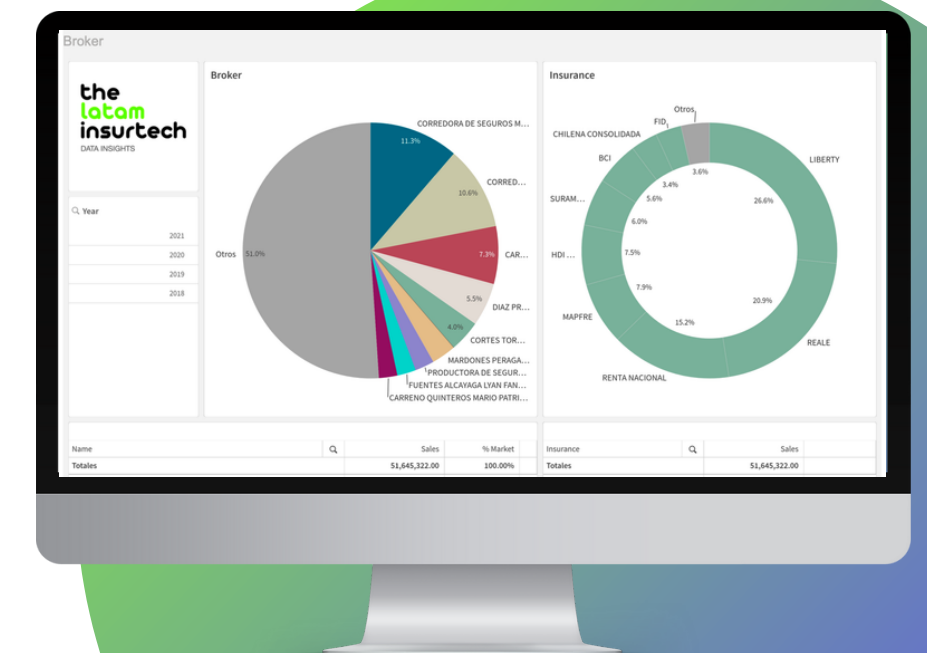 Broker
the
latam
insurtech
DATA INSIGHTS
Year
2021
2020
2019
2018
Broker
CORREDORA DE SEGUROS M...
11.3%
CORRED...
10.6%
CAR...
7.3%
DIAZ PR...
5.5%
CORTES TOR...
4.0%
MARDONES PERAGA...
PRODUCTORA DE SEGUR...
FUENTES ALCAYAGA LYAN FAN...
CARRENO QUINTEROS MARIO PATRI...
Otros
51.0%
Insurance
LIBERTY
26.6%
REALE
20.9%
RENTA NACIONAL
15.2%
MAPFRE
7.9%
HDI ...
7.5%
SURAM...
6.0%
BCI
5.6%
CHILENA CONSOLIDADA
3.4%
FID
Otros
3.6%
Name Sales % Market
Totales 51,645,322.00 100.00%
Insurance Sales
Totales 51,645,322.00